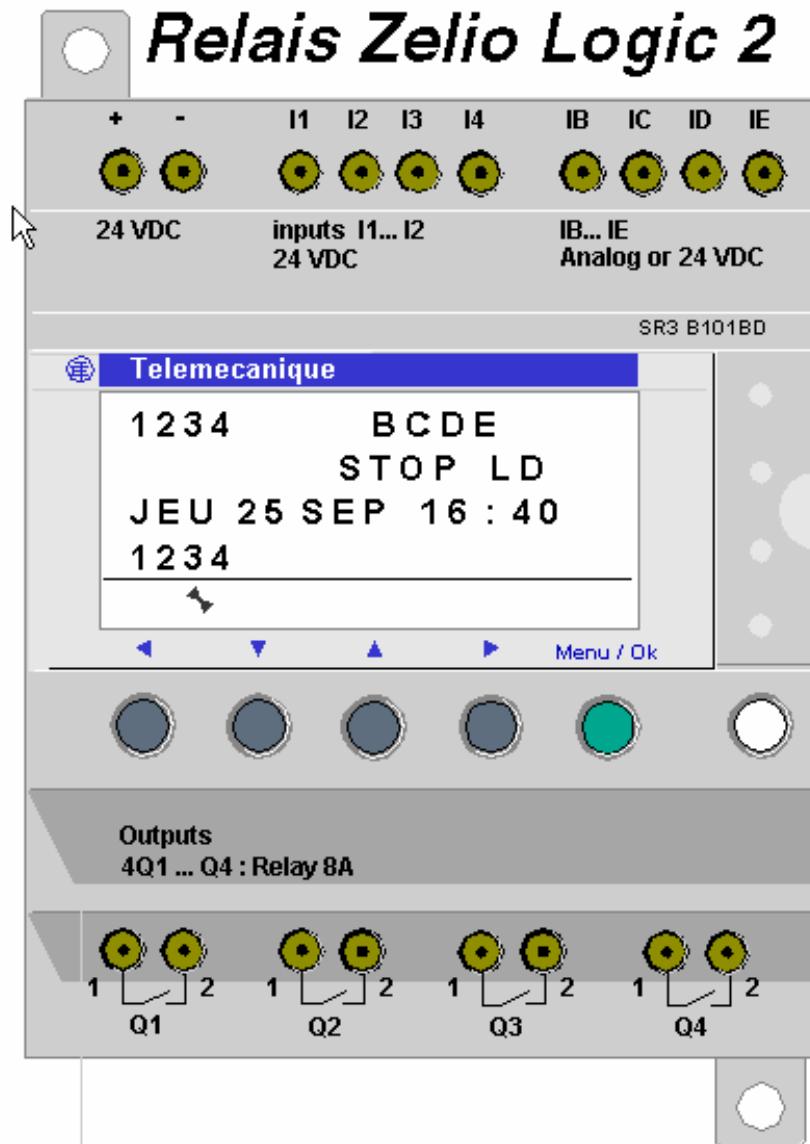 Relais Zelio Logic 2
+ - I1 I2 I3 I4 IB IC ID IE
24 VDC inputs I1... I2 IB... IE
24 VDC Analog or 24 VDC
SR3 B101BD
Telemecanique
1234 BCDE
STOP LD
JEU 25 SEP 16 : 40
1234
Menu / Ok
Outputs
4Q1 ... Q4 : Relay 8A
1 2 1 2 1 2 1 2
Q1 Q2 Q3 Q4